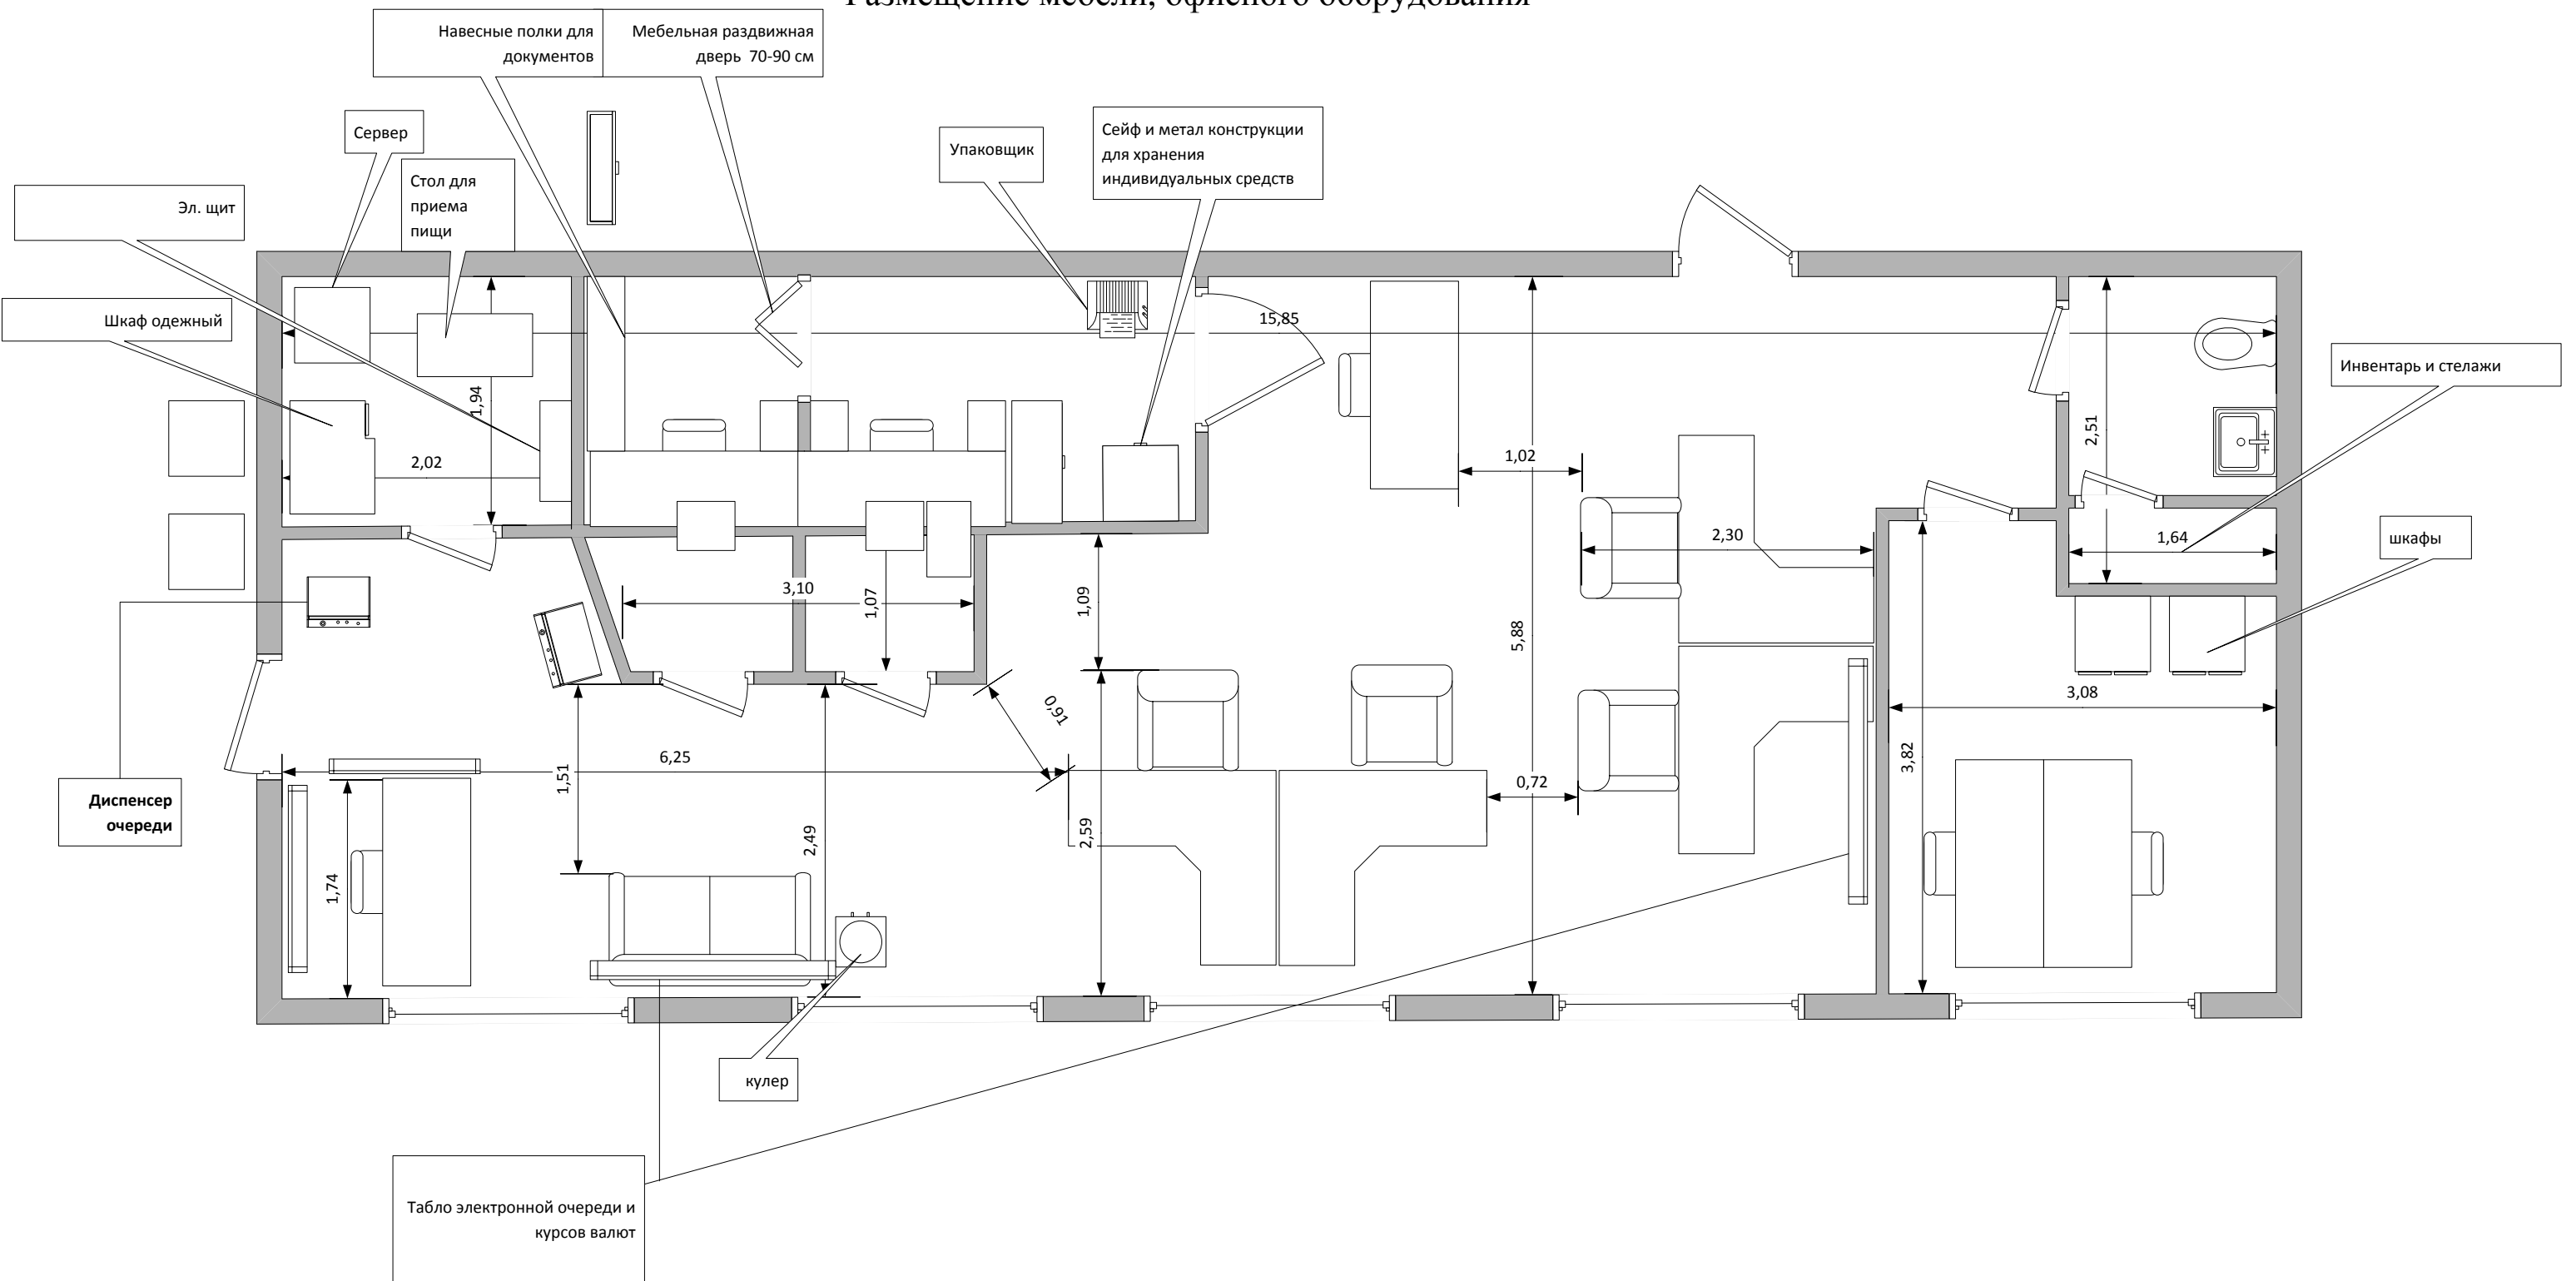 Размещение мебели, офисного оборудования
Навесные полки для
документов
Мебельная раздвижная
дверь 70-90 см
Сервер
Стол для
приема
пищи
Упаковщик
Сейф и метал конструкции
для хранения
индивидуальных средств
Эл. щит
Шкаф одежный
15,85
Инвентарь и стелажи
1,94
2,02
2,51
1,02
2,30
1,64
шкафы
3,10
1,07
1,09
5,88
3,08
0,91
6,25
1,51
0,72
3,82
Диспенсер
очереди
2,49
2,59
1,74
кулер
Табло электронной очереди и
курсов валют